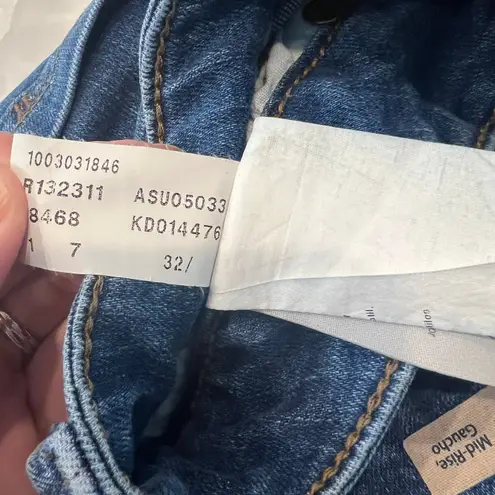 1003031846
R132311 ASU05033
8468 KD014476
1 7 32/
Mid-Rise,
Gaucho